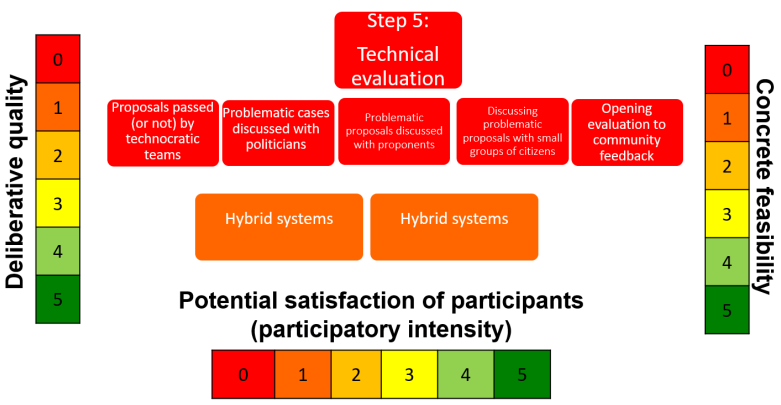 Step 5:
Technical
evaluation
Proposals passed
(or not) by
technocratic
teams
Problematic cases
discussed with
politicians
Problematic
proposals discussed
with proponents
Discussing
problematic
proposals with small
groups of citizens
Opening
evaluation to
community
feedback
Hybrid systems
Hybrid systems
Deliberative quality
0
1
2
3
4
5
Concrete feasibility
0
1
2
3
4
5
Potential satisfaction of participants
(participatory intensity)
0 1 2 3 4 5